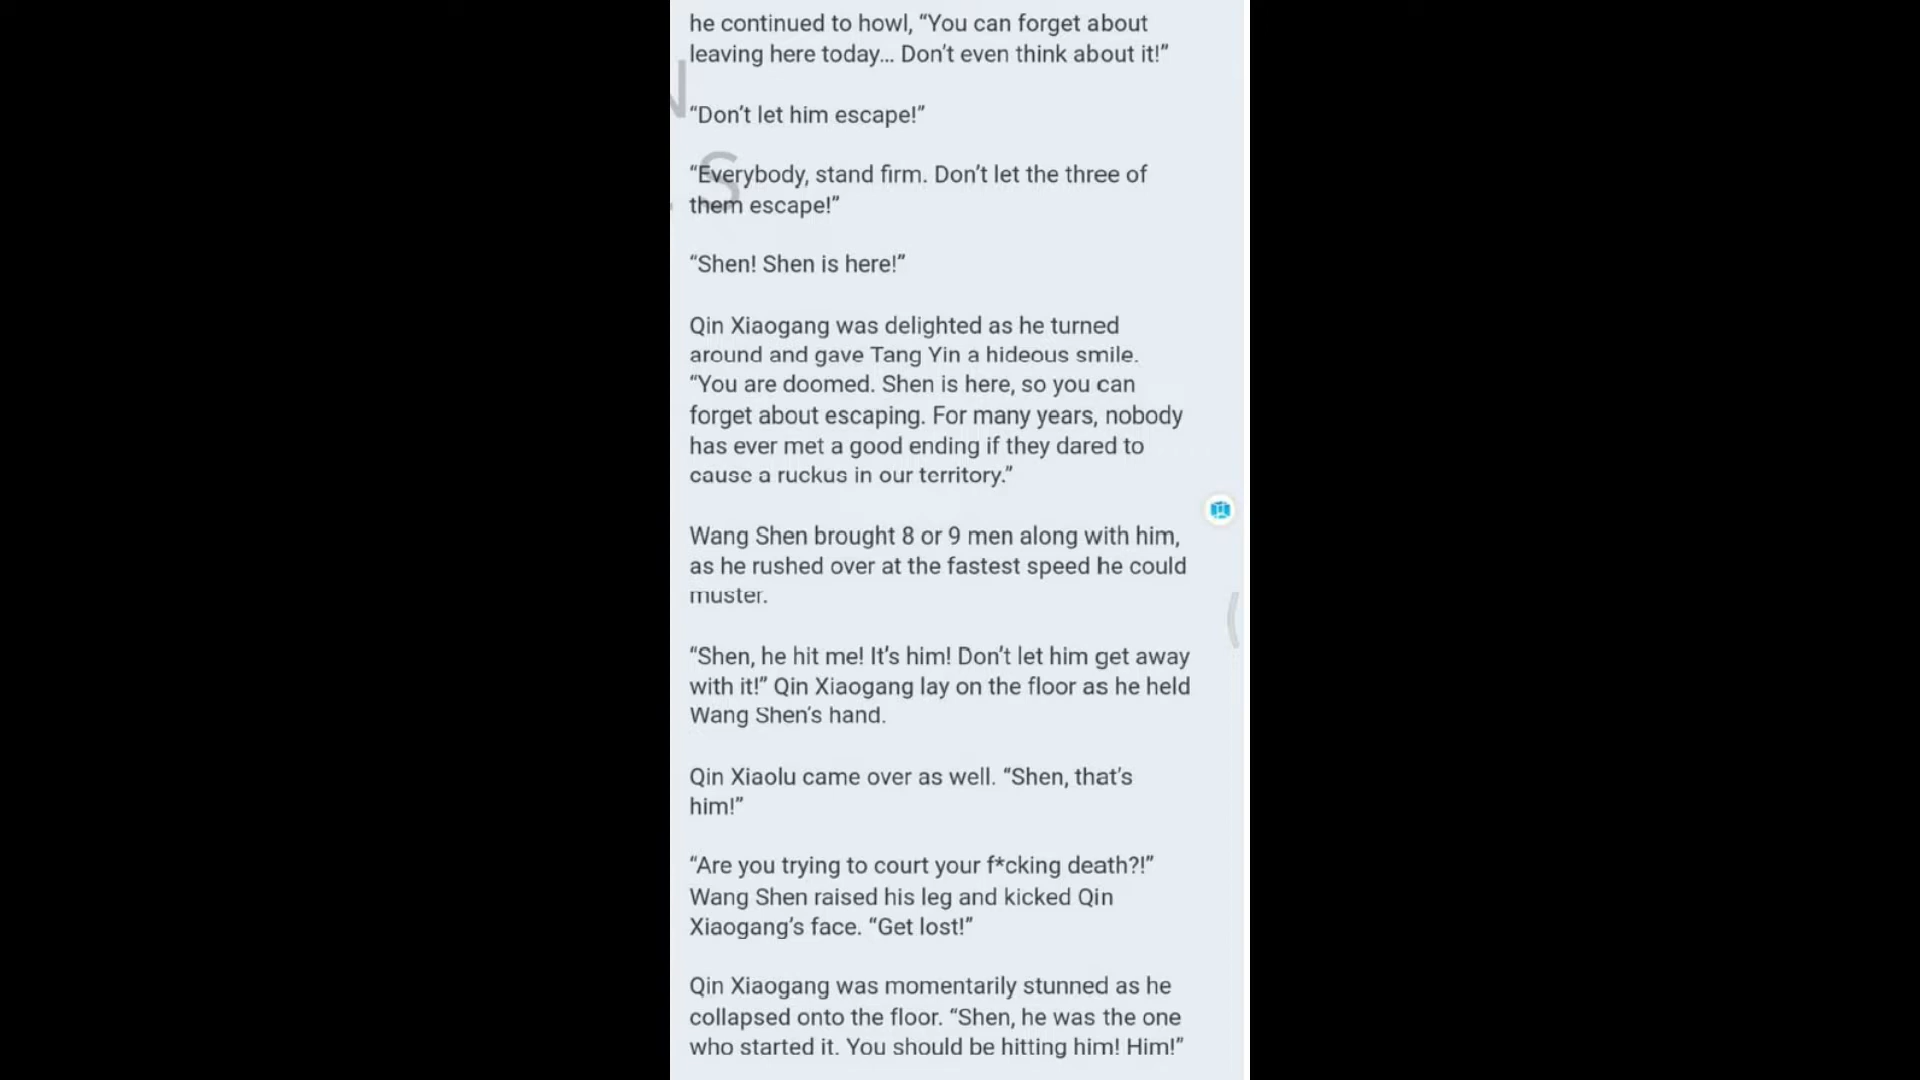 he continued to howl, “You can forget about
leaving here today... Don’t even think about it!”
“Don’t let him escape!”
“Everybody, stand firm. Don’t let the three of
them escape!”
“Shen! Shen is here!”
Qin Xiaogang was delighted as he turned
around and gave Tang Yin a hideous smile.
“You are doomed. Shen is here, so you can
forget about escaping. For many years, nobody
has ever met a good ending if they dared to
cause a ruckus in our territory.”
Wang Shen brought 8 or 9 men along with him,
as he rushed over at the fastest speed he could
muster.
“Shen, he hit me! It’s him! Don’t let him get away
with it!” Qin Xiaogang lay on the floor as he held
Wang Shen’s hand.
Qin Xiaolu came over as well. “Shen, that’s
him!”
“Are you trying to court your f*cking death?!”
Wang Shen raised his leg and kicked Qin
Xiaogang’s face. “Get lost!”
Qin Xiaogang was momentarily stunned as he
collapsed onto the floor. “Shen, he was the one
who started it. You should be hitting him! Him!”